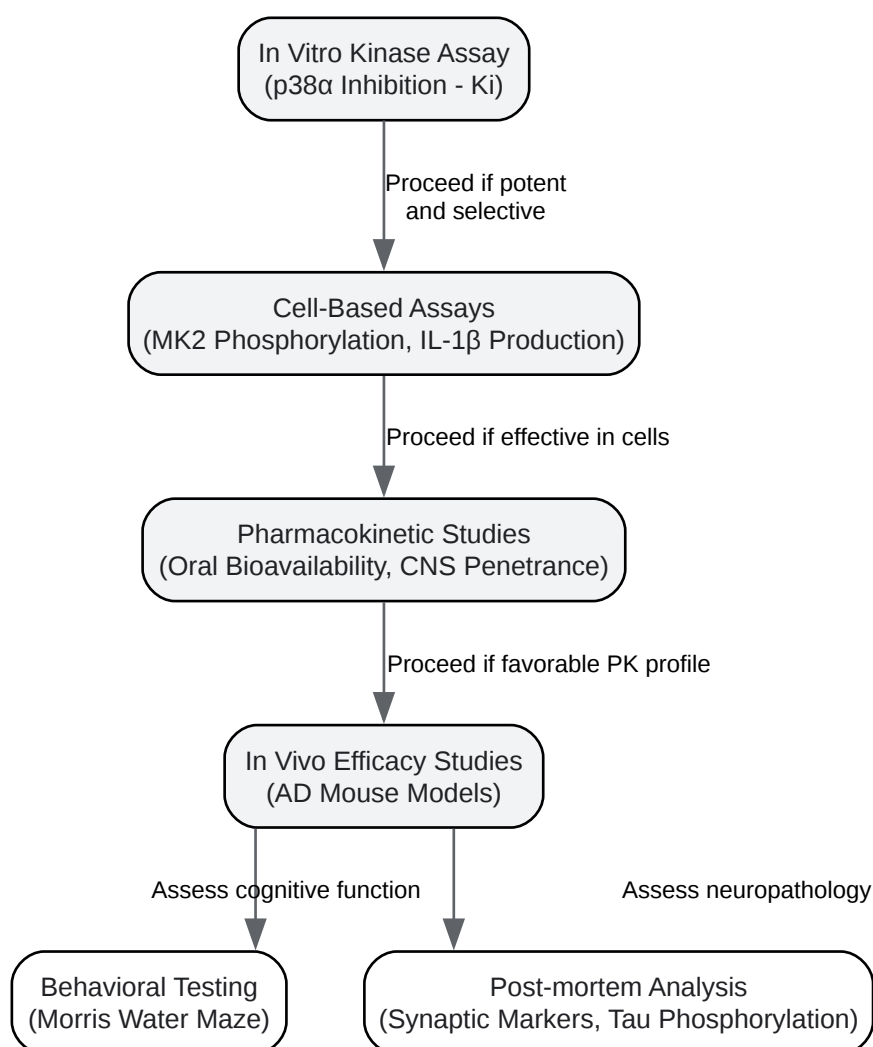 In Vitro Kinase Assay
(p38α Inhibition - Ki)
Proceed if potent
and selective
Cell-Based Assays
(MK2 Phosphorylation, IL-1β Production)
Proceed if effective in cells
Pharmacokinetic Studies
(Oral Bioavailability, CNS Penetrance)
Proceed if favorable PK profile
In Vivo Efficacy Studies
(AD Mouse Models)
Assess cognitive function
Assess neuropathology
Behavioral Testing
(Morris Water Maze)
Post-mortem Analysis
(Synaptic Markers, Tau Phosphorylation)